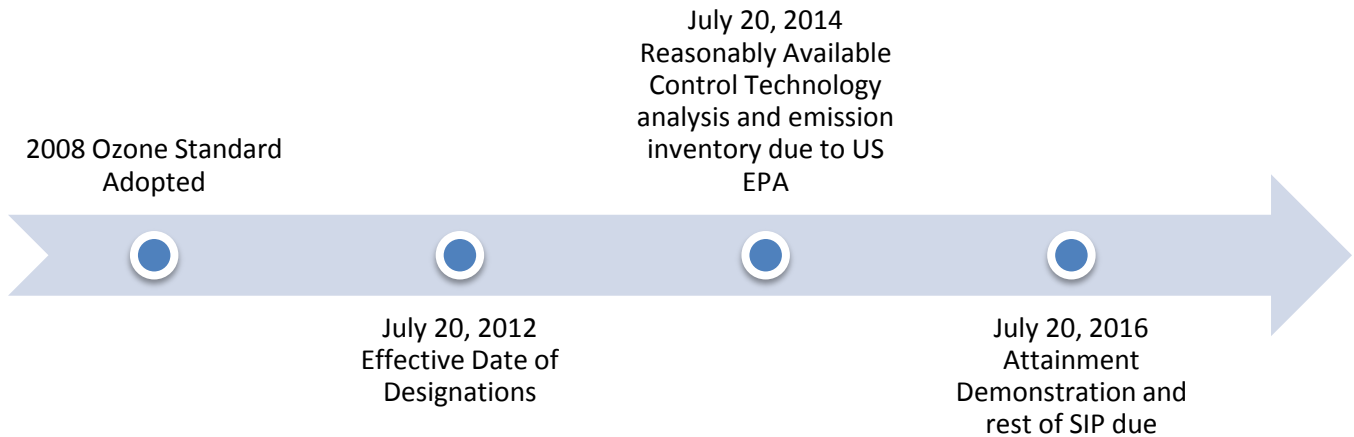 2008 Ozone Standard
Adopted
July 20, 2012
Effective Date of
Designations
July 20, 2014
Reasonably Available
Control Technology
analysis and emission
inventory due to US
EPA
July 20, 2016
Attainment
Demonstration and
rest of SIP due